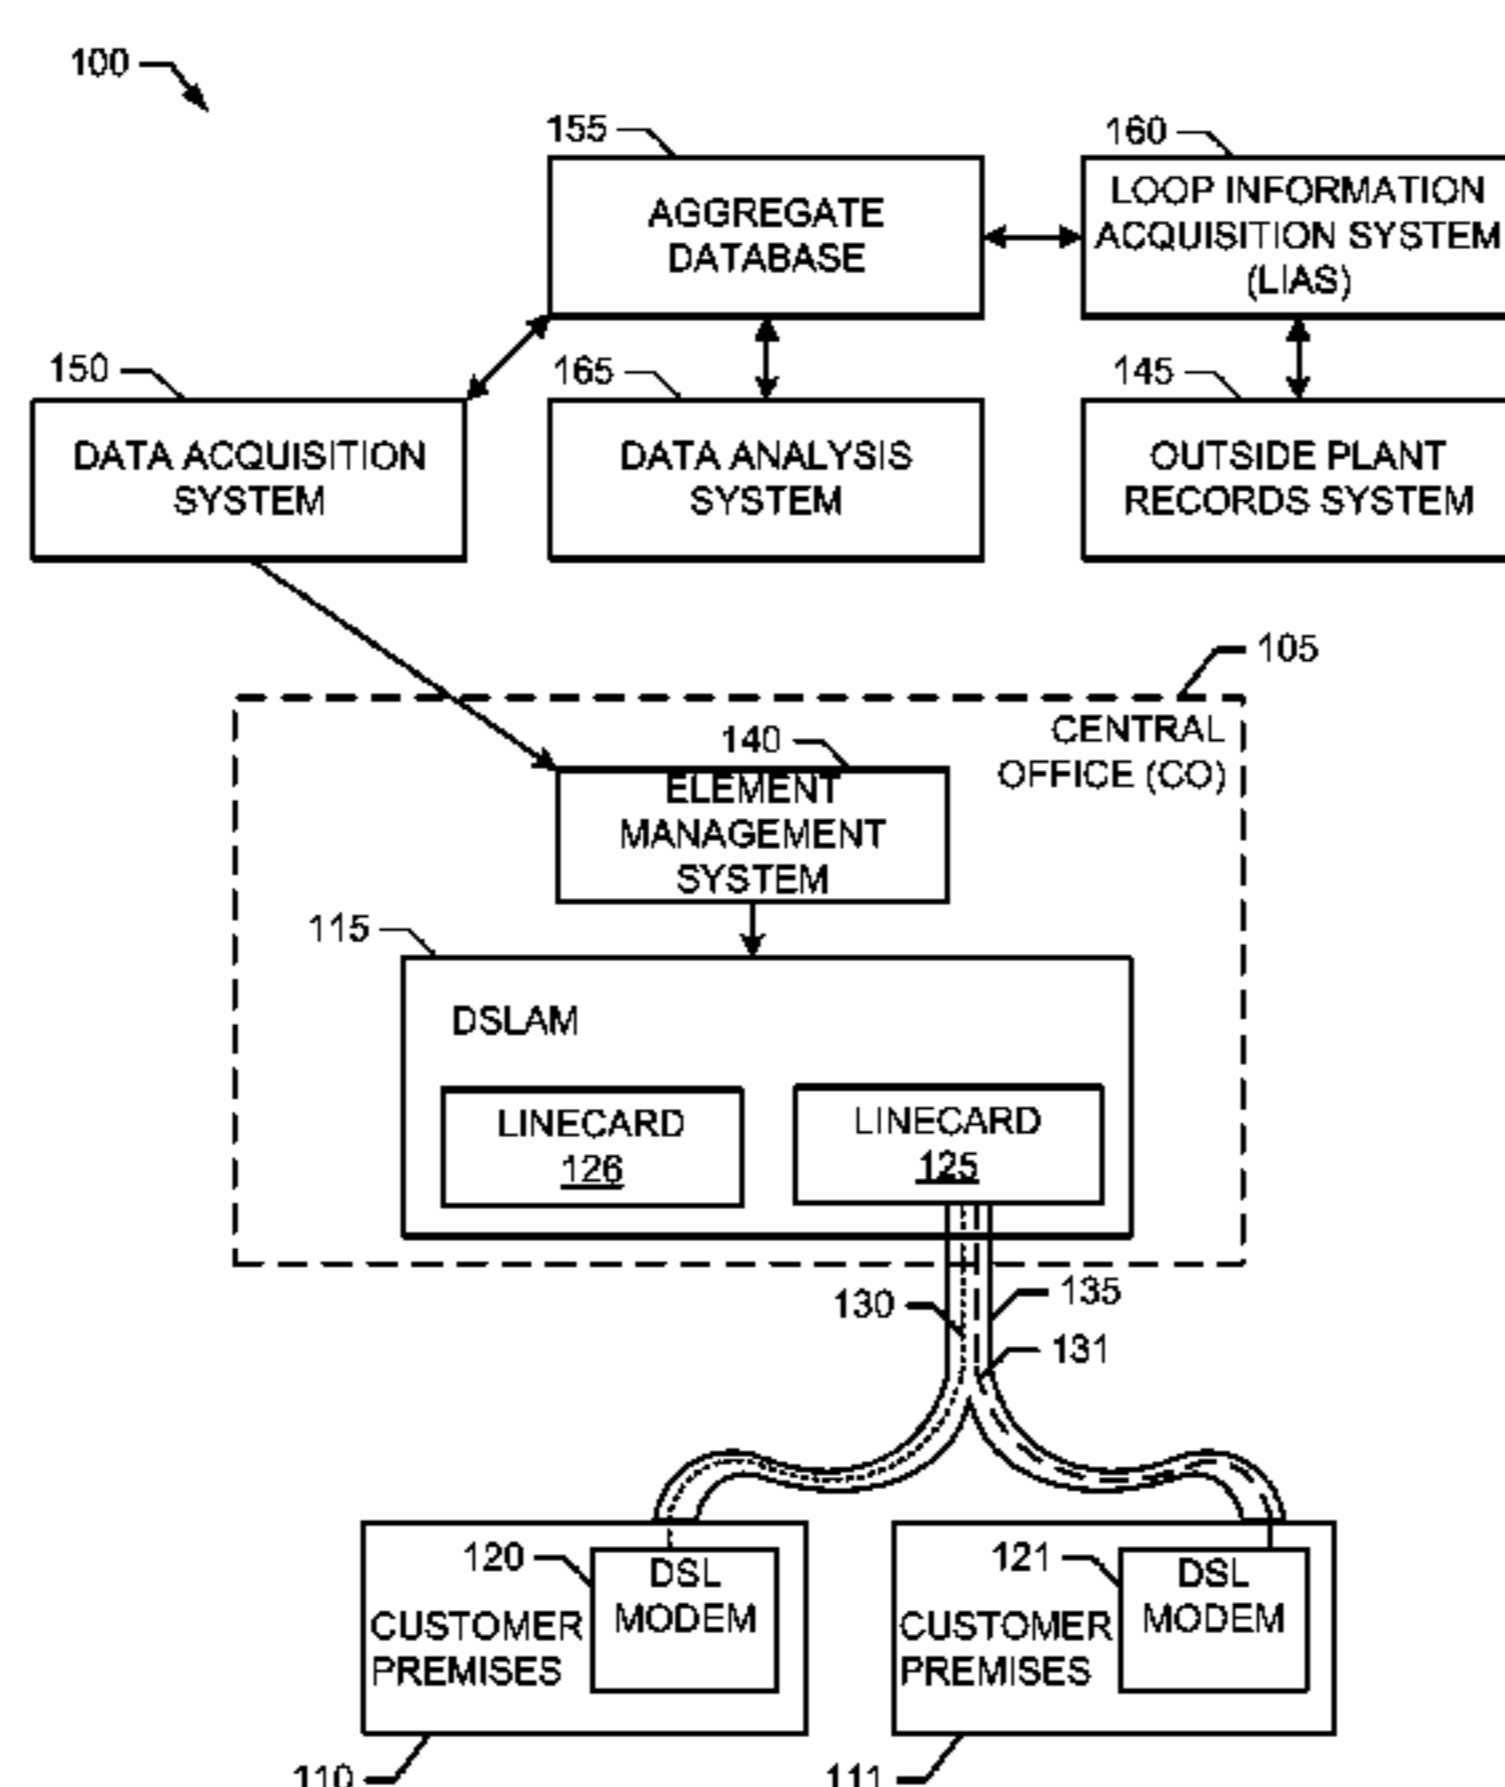 100
155
160
AGGREGATE
DATABASE
LOOP INFORMATION
ACQUISITION SYSTEM
(LIAS)
150
165
145
DATA ACQUISITION
SYSTEM
DATA ANALYSIS
SYSTEM
OUTSIDE PLANT
RECORDS SYSTEM
105
CENTRAL
OFFICE (CO)
140
ELEMENT
MANAGEMENT
SYSTEM
115
DSLAM
LINECARD
126
LINECARD
125
130
135
131
120
DSL
MODEM
CUSTOMER
PREMISES
121
DSL
MODEM
CUSTOMER
PREMISES
110
111